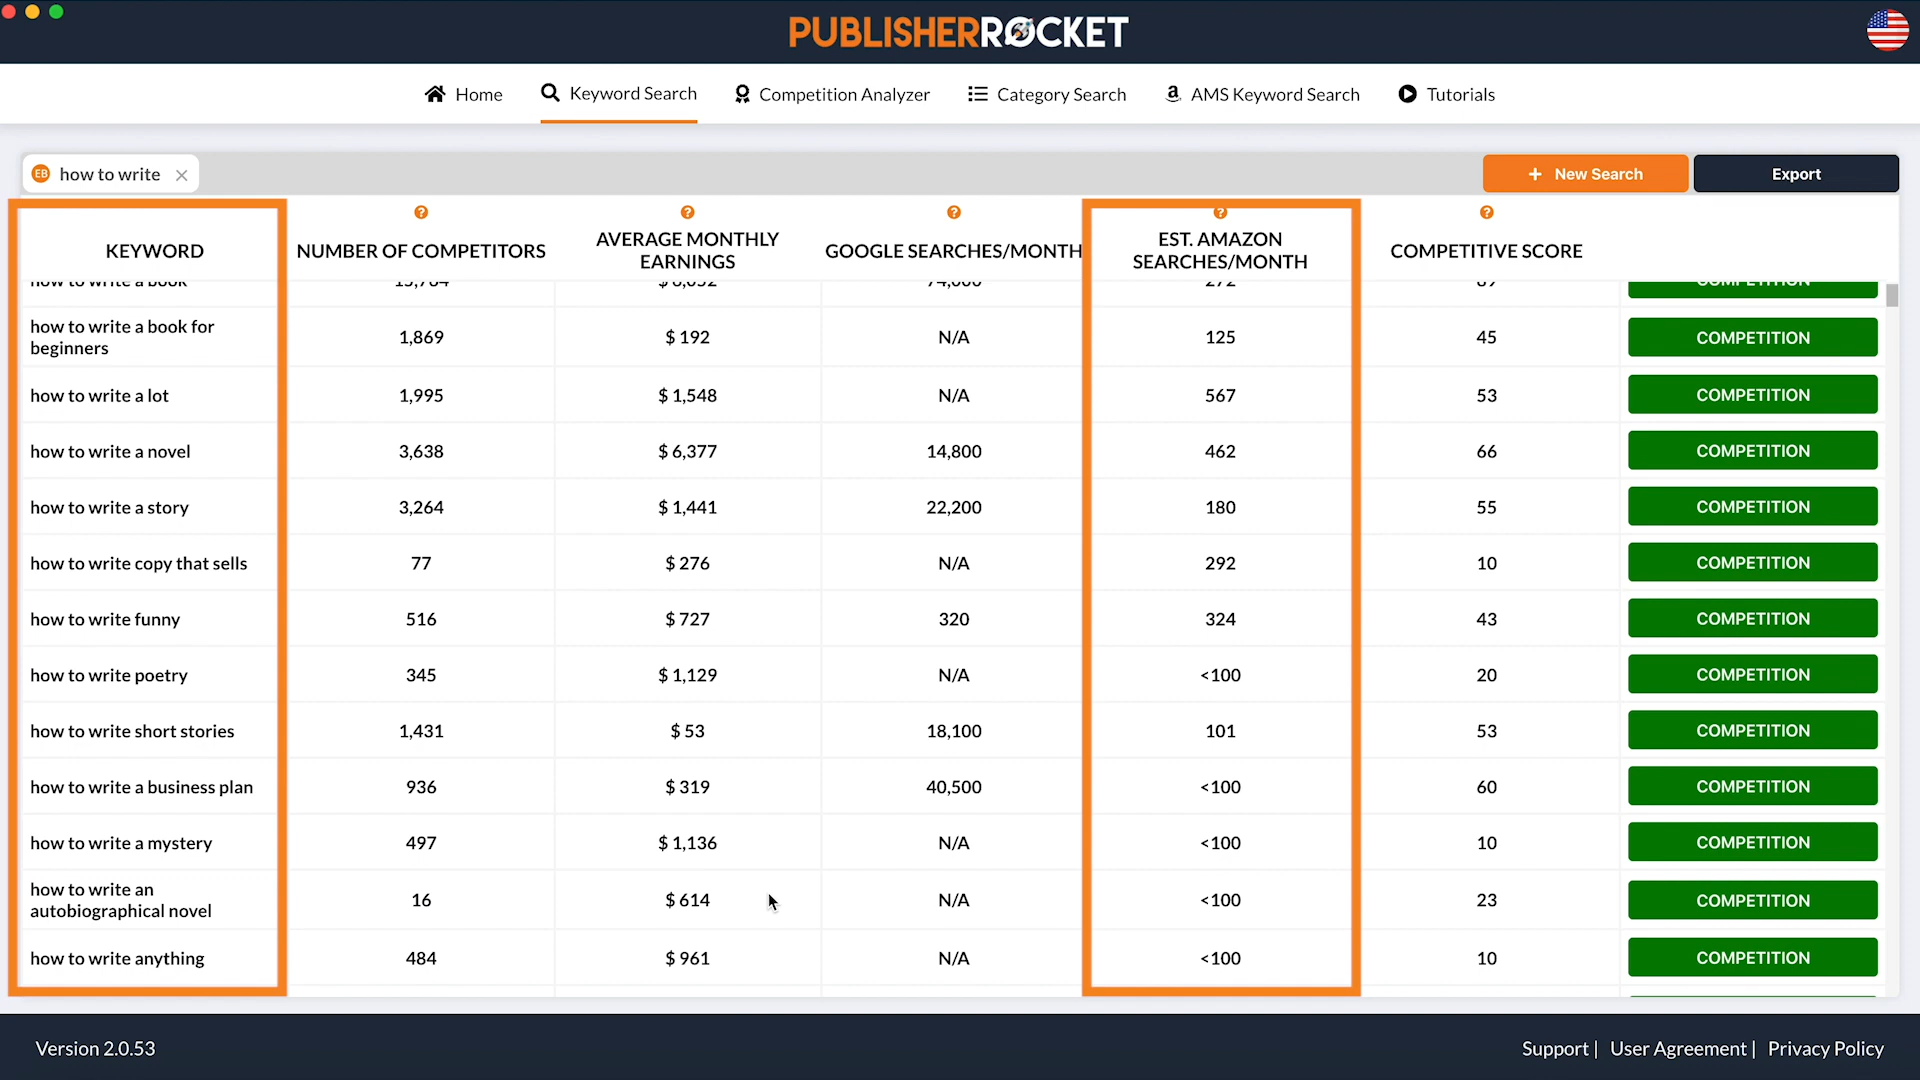 PUBLISHERROCKET
Home
Keyword Search
Competition Analyzer
Category Search
AMS Keyword Search
Tutorials
EB how to write
+ New Search
Export
KEYWORD
NUMBER OF COMPETITORS
AVERAGE MONTHLY
EARNINGS
GOOGLE SEARCHES/MONTH
EST. AMAZON
SEARCHES/MONTH
COMPETITIVE SCORE
how to write a book
COMPETITION
how to write a book for
beginners
1,869 $ 192 N/A 125 45 COMPETITION
how to write a lot 1,995 $ 1,548 N/A 567 53 COMPETITION
how to write a novel 3,638 $ 6,377 14,800 462 66 COMPETITION
how to write a story 3,264 $ 1,441 22,200 180 55 COMPETITION
how to write copy that sells 77 $ 276 N/A 292 10 COMPETITION
how to write funny 516 $ 727 320 324 43 COMPETITION
how to write poetry 345 $ 1,129 N/A <100 20 COMPETITION
how to write short stories 1,431 $ 53 18,100 101 53 COMPETITION
how to write a business plan 936 $ 319 40,500 <100 60 COMPETITION
how to write a mystery 497 $ 1,136 N/A <100 10 COMPETITION
how to write an
autobiographical novel
16 $ 614 N/A <100 23 COMPETITION
how to write anything 484 $ 961 N/A <100 10 COMPETITION
Version 2.0.53
Support | User Agreement | Privacy Policy